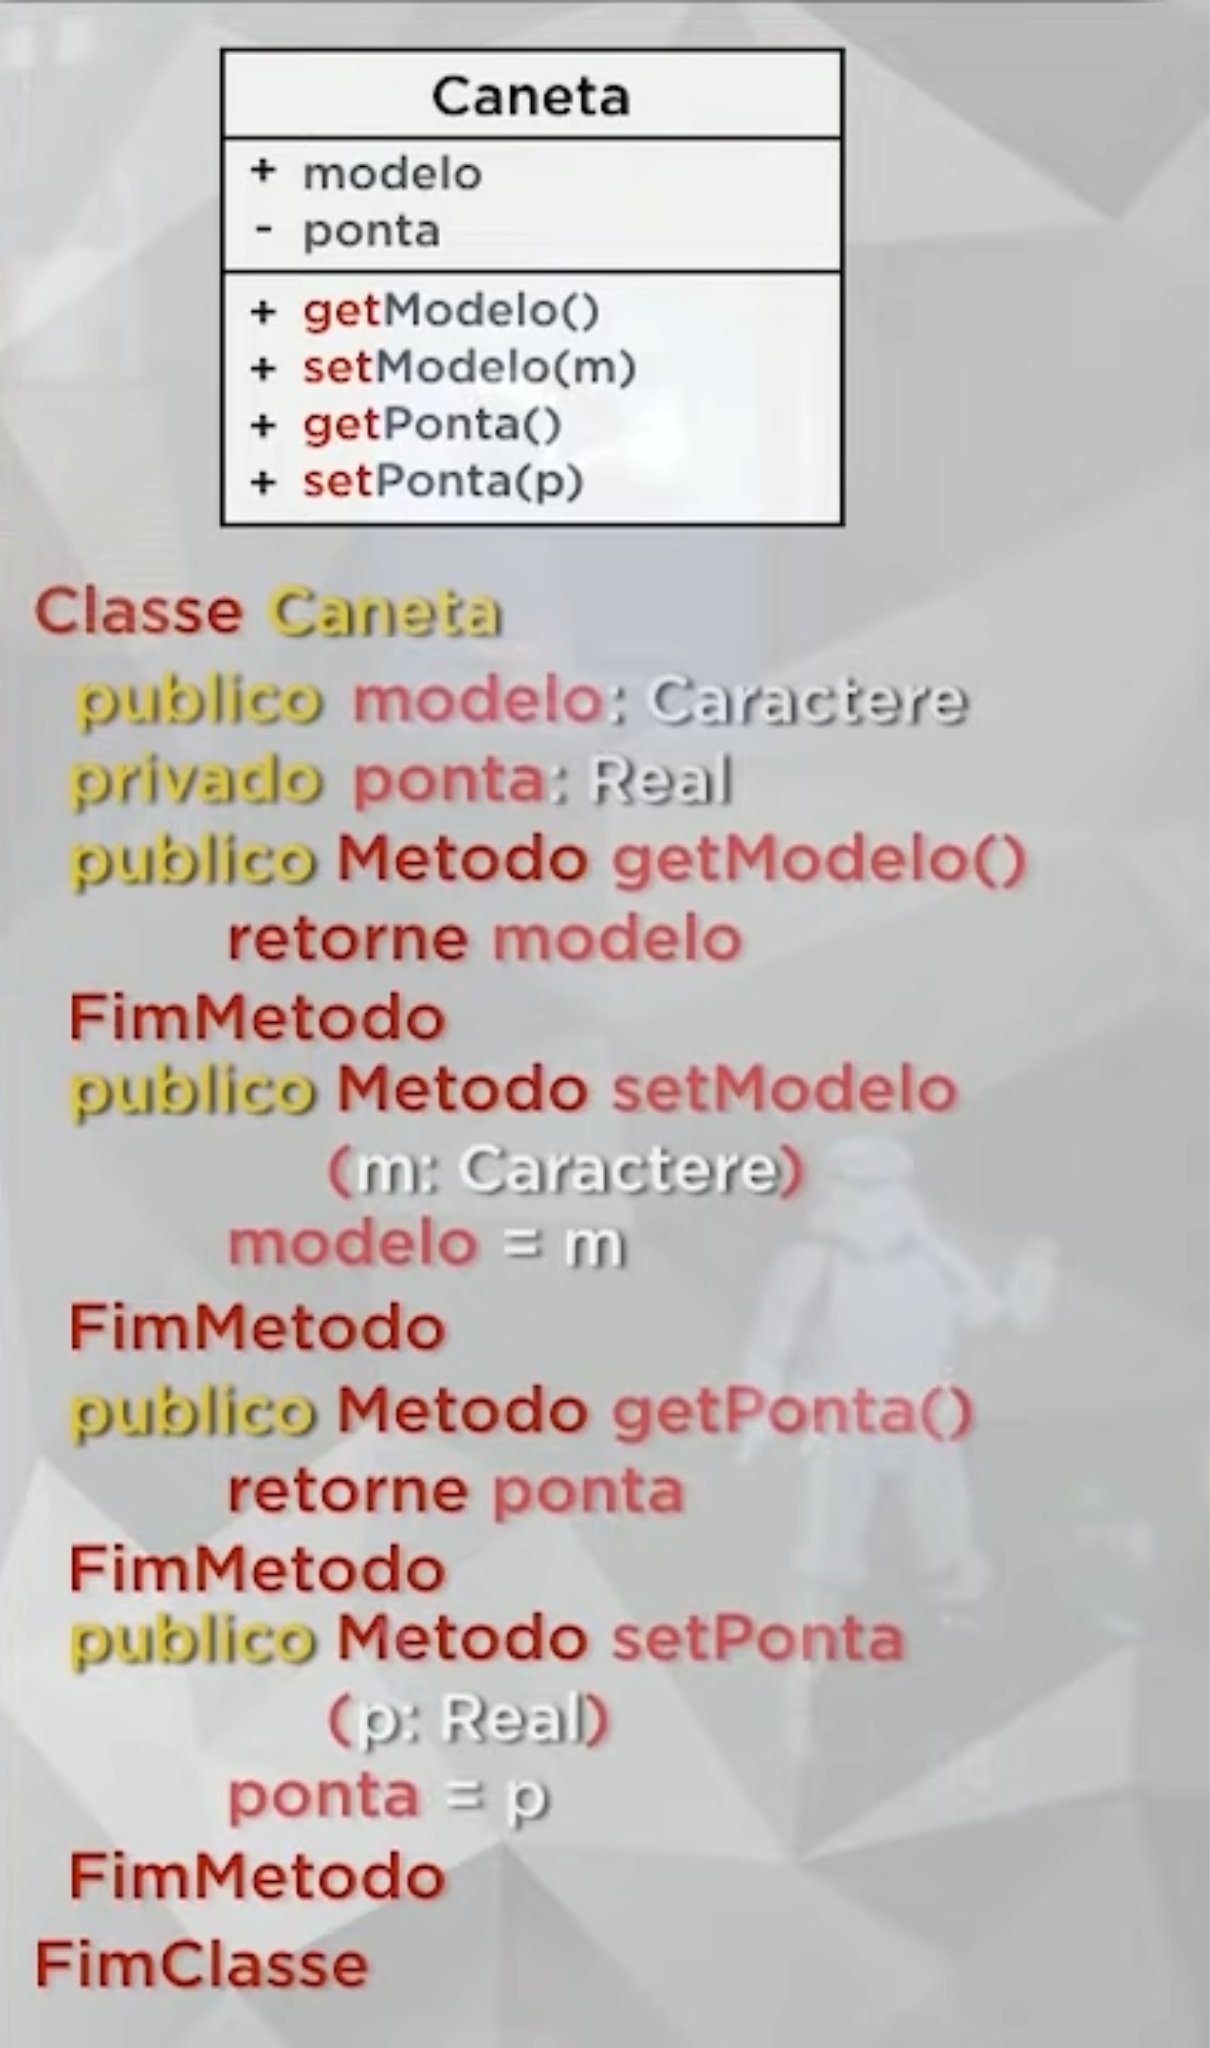 Caneta
+ modelo
- ponta
+ getModelo()
+ setModelo(m)
+ getPonta()
+ setPonta(p)
Classe Caneta
publico modelo: Caractere
privado ponta: Real
publico Metodo getModelo()
retorne modelo
FimMetodo
publico Metodo setModelo
(m: Caractere)
modelo = m
FimMetodo
publico Metodo getPonta()
retorne ponta
FimMetodo
publico Metodo setPonta
(p: Real)
ponta = p
FimMetodo
FimClasse